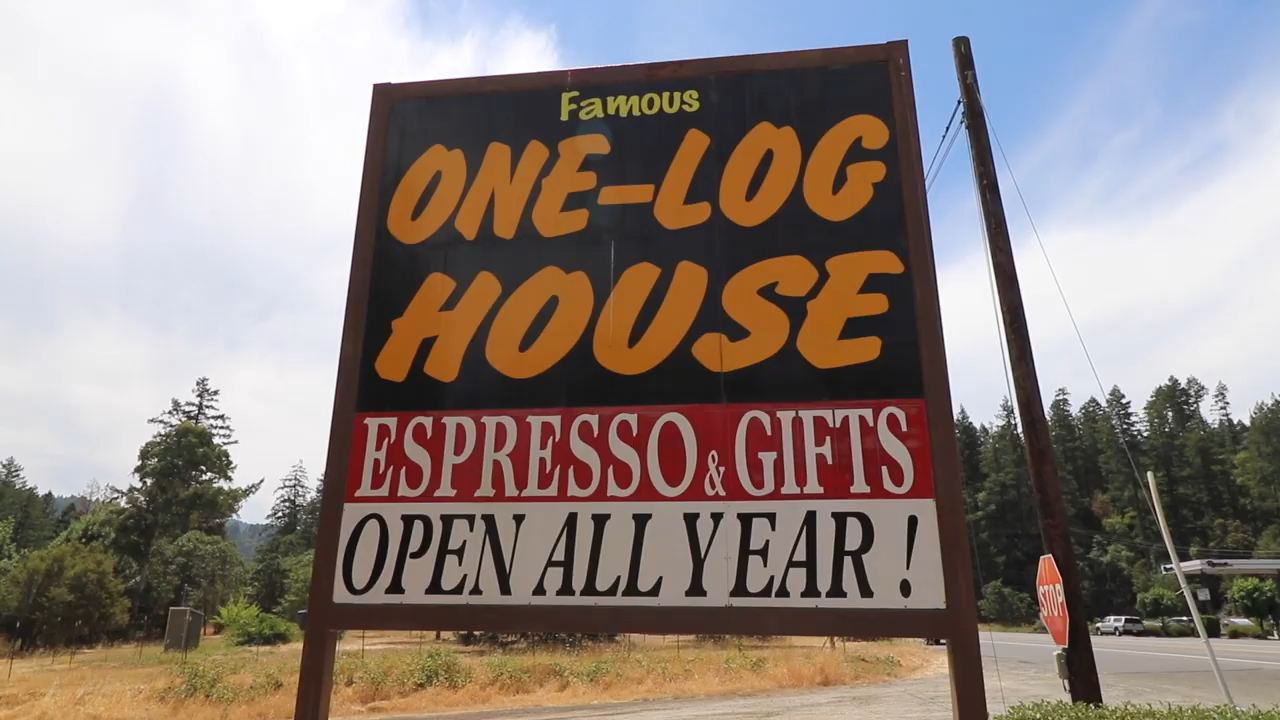 Famous
ONE-LOG
HOUSE
ESPRESSO & GIFTS
OPEN ALL YEAR !
STOP